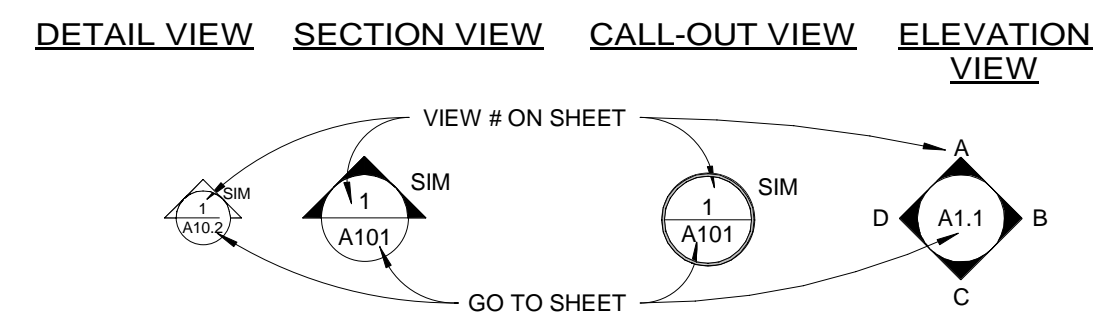 DETAIL VIEW
SECTION VIEW
CALL-OUT VIEW
ELEVATION
VIEW
VIEW # ON SHEET
A
SIM
1
A10.2
SIM
1
A101
SIM
1
A101
D
A1.1
B
C
GO TO SHEET